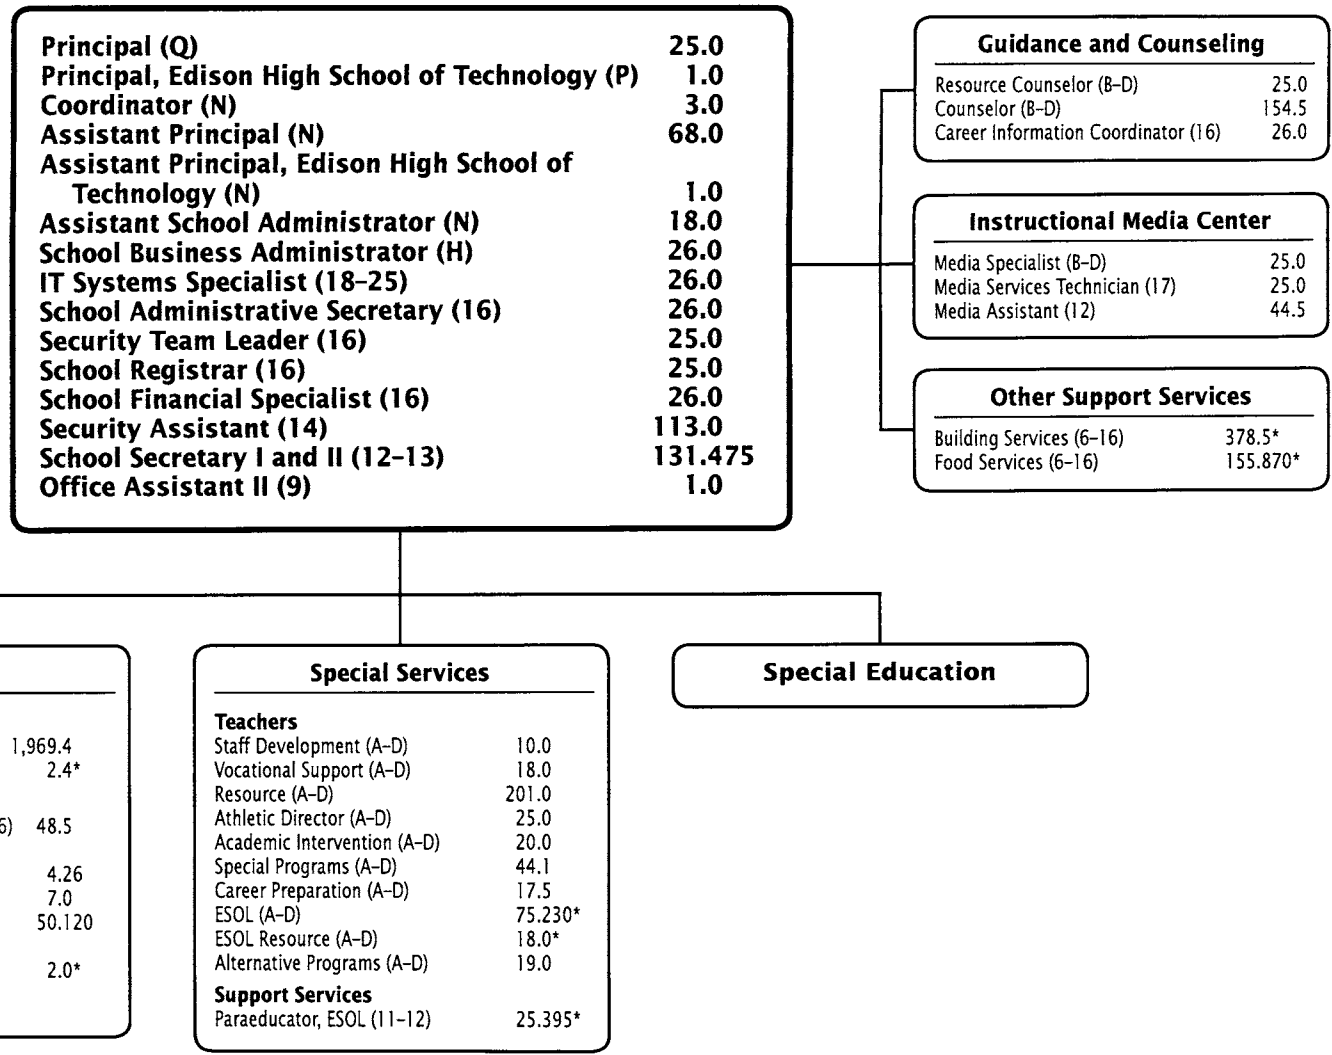 Principal (Q) 25.0
Principal, Edison High School of Technology (P) 1.0
Coordinator (N) 3.0
Assistant Principal (N) 68.0
Assistant Principal, Edison High School of
Technology (N) 1.0
Assistant School Administrator (N) 18.0
School Business Administrator (H) 26.0
IT Systems Specialist (18–25) 26.0
School Administrative Secretary (16) 26.0
Security Team Leader (16) 25.0
School Registrar (16) 25.0
School Financial Specialist (16) 26.0
Security Assistant (14) 113.0
School Secretary I and II (12–13) 131.475
Office Assistant II (9) 1.0
Guidance and Counseling
Resource Counselor (B–D) 25.0
Counselor (B–D) 154.5
Career Information Coordinator (16) 26.0
Instructional Media Center
Media Specialist (B–D) 25.0
Media Services Technician (17) 25.0
Media Assistant (12) 44.5
Other Support Services
Building Services (6–16) 378.5*
Food Services (6–16) 155.870*
1,969.4
2.4*
6) 48.5
4.26
7.0
50.120
2.0*
Special Services
Teachers
Staff Development (A–D) 10.0
Vocational Support (A–D) 18.0
Resource (A–D) 201.0
Athletic Director (A–D) 25.0
Academic Intervention (A–D) 20.0
Special Programs (A–D) 44.1
Career Preparation (A–D) 17.5
ESOL (A–D) 75.230*
ESOL Resource (A–D) 18.0*
Alternative Programs (A–D) 19.0
Support Services
Paraeducator, ESOL (11–12) 25.395*
Special Education